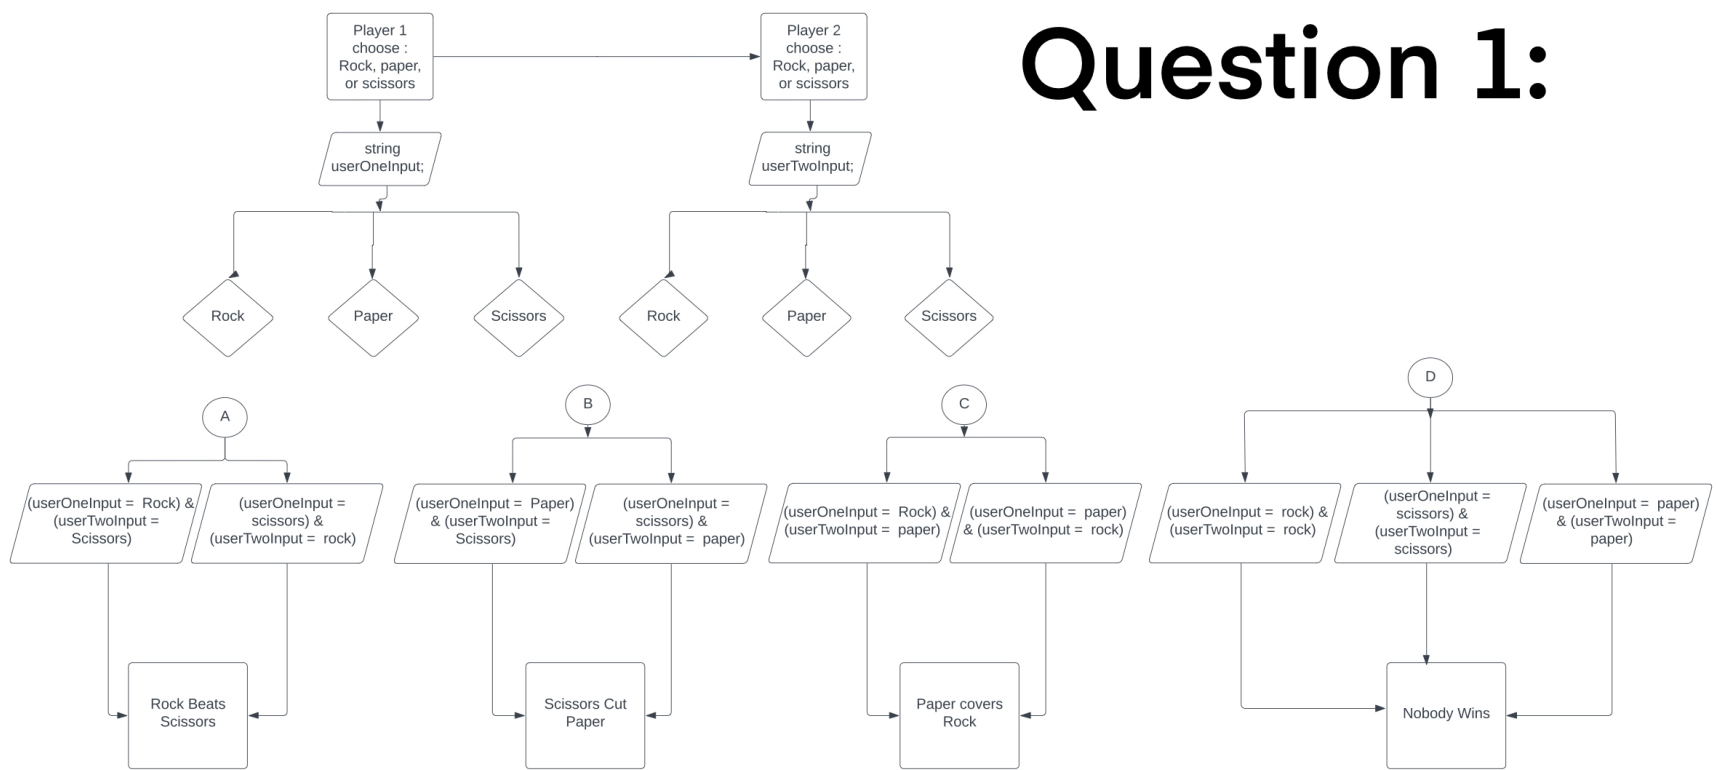 Question 1:
Player 1
choose :
Rock, paper,
or scissors
Player 2
choose :
Rock, paper,
or scissors
string
userOneInput;
string
userTwoInput;
Rock
Paper
Scissors
Rock
Paper
Scissors
A
B
C
D
(userOneInput = Rock) &
(userTwoInput =
Scissors)
(userOneInput =
scissors) &
(userTwoInput = rock)
(userOneInput = Paper)
& (userTwoInput =
Scissors)
(userOneInput =
scissors) &
(userTwoInput = paper)
(userOneInput = Rock) &
(userTwoInput = paper)
(userOneInput = paper)
& (userTwoInput = rock)
(userOneInput = rock) &
(userTwoInput = rock)
(userOneInput =
scissors) &
(userTwoInput =
scissors)
(userOneInput = paper)
& (userTwoInput =
paper)
Rock Beats
Scissors
Scissors Cut
Paper
Paper covers
Rock
Nobody Wins